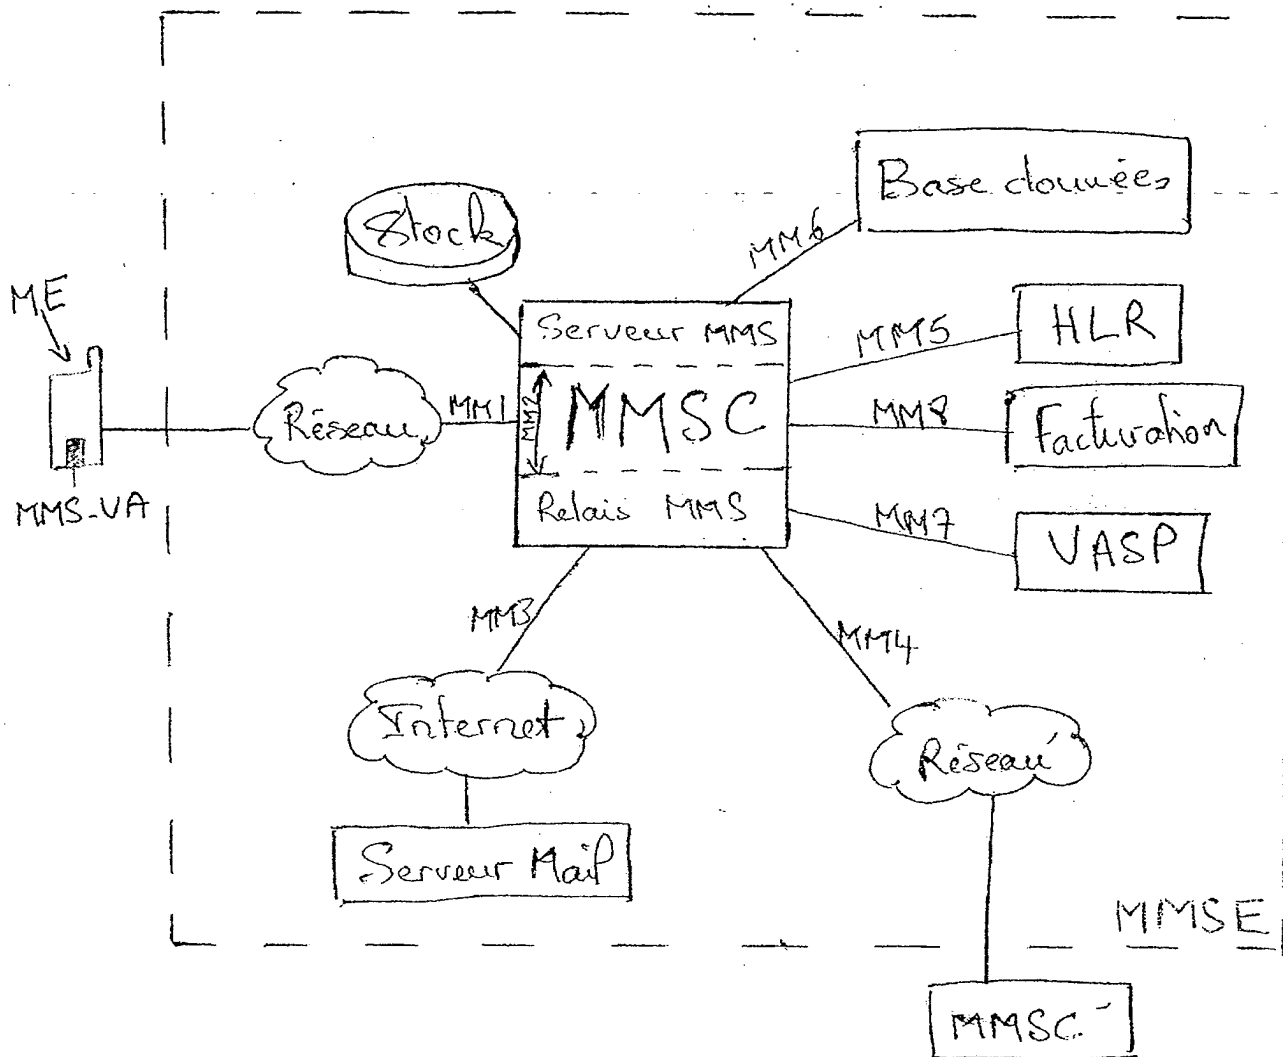 Base données
Stock
MM6
ME
Serveur MMS
MM5
HLR
Réseau
MM1
MM2
MMSC
MM8
Facturation
MMS-VA
Relais MMS
MM7
VASP
MM3
MM4
Internet
Réseau'
Serveur Mail
MMSE
MMSC'